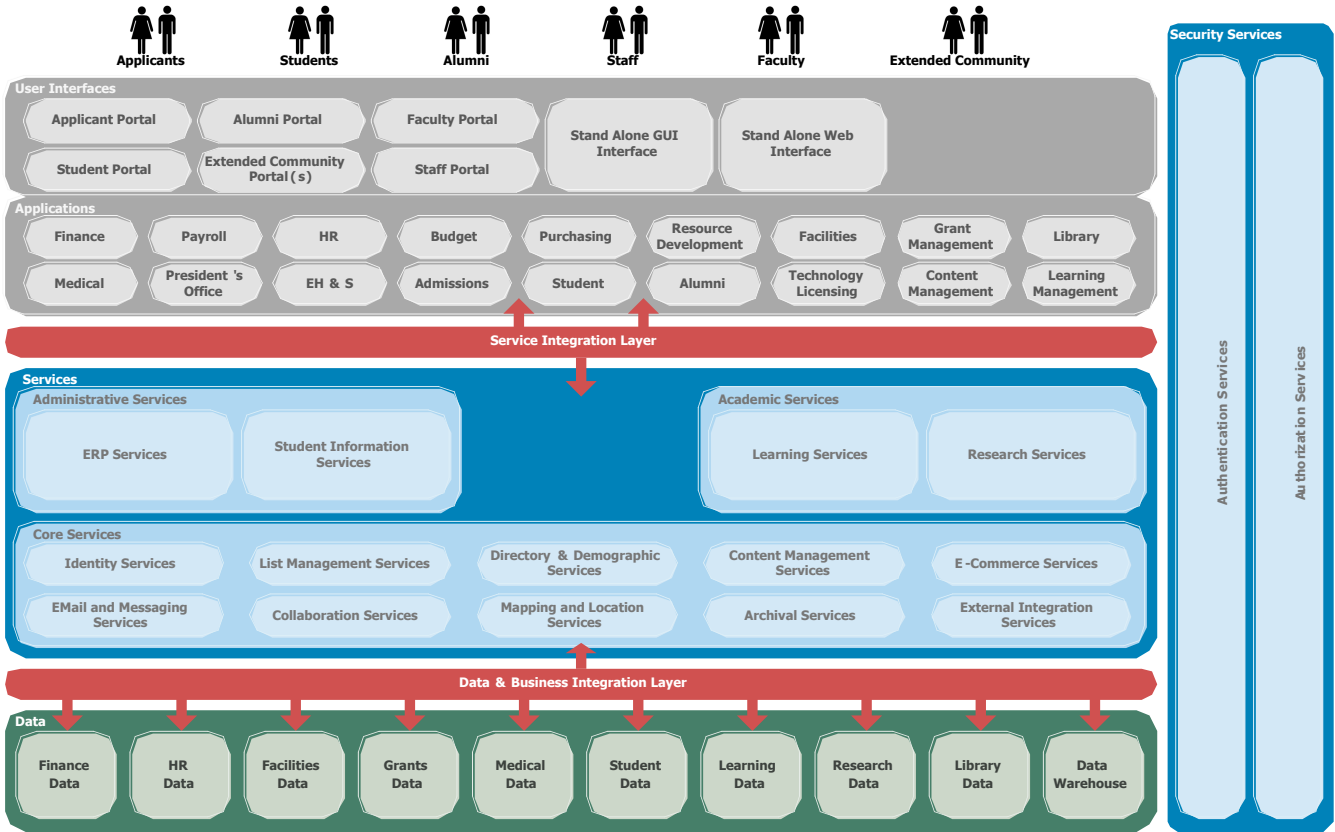 Applicants
Students
Alumni
Staff
Faculty
Extended Community
Security Services
User Interfaces
Applicant Portal
Alumni Portal
Faculty Portal
Stand Alone GUI
Interface
Stand Alone Web
Interface
Student Portal
Extended Community
Portal(s)
Staff Portal
Applications
Finance
Payroll
HR
Budget
Purchasing
Resource
Development
Facilities
Grant
Management
Library
Medical
President 's
Office
EH & S
Admissions
Student
Alumni
Technology
Licensing
Content
Management
Learning
Management
Service Integration Layer
Services
Administrative Services
ERP Services
Student Information
Services
Academic Services
Learning Services
Research Services
Core Services
Identity Services
List Management Services
Directory & Demographic
Services
Content Management
Services
E-Commerce Services
EMail and Messaging
Services
Collaboration Services
Mapping and Location
Services
Archival Services
External Integration
Services
Data & Business Integration Layer
Data
Finance
Data
HR
Data
Facilities
Data
Grants
Data
Medical
Data
Student
Data
Learning
Data
Research
Data
Library
Data
Data
Warehouse
Authentication Services
Authorization Services